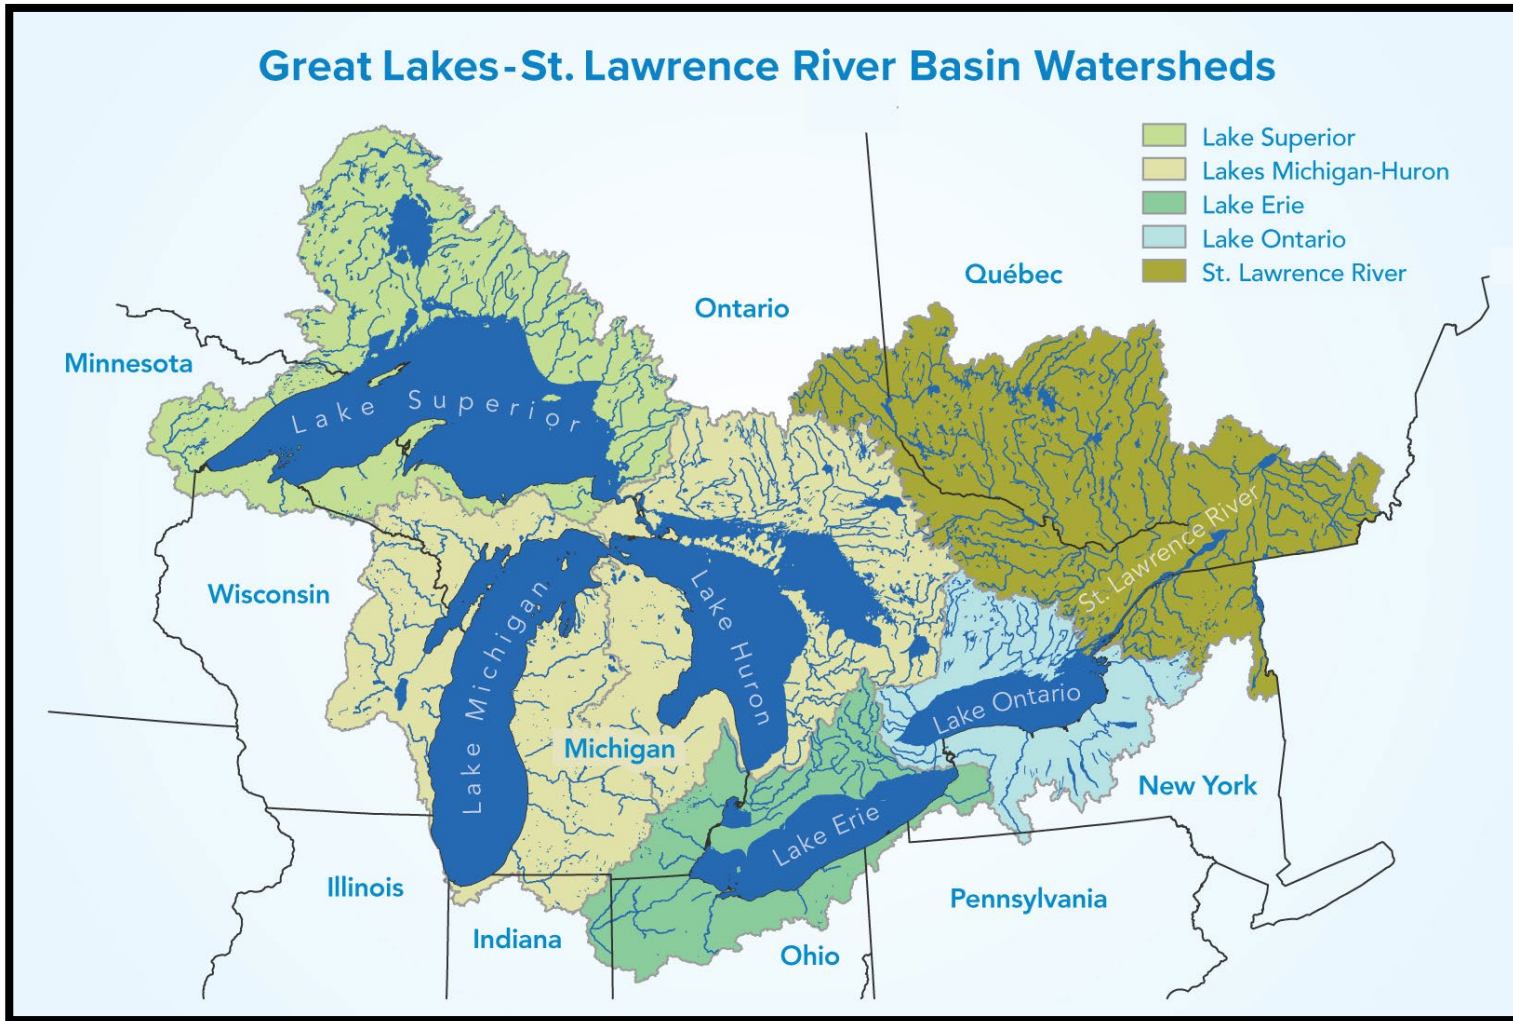 Great Lakes-St. Lawrence River Basin Watersheds
Lake Superior
Lakes Michigan-Huron
Lake Erie
Lake Ontario
St. Lawrence River
Québec
Ontario
Minnesota
Lake Superior
St. Lawrence River
Wisconsin
Lake Michigan
Lake Huron
Lake Ontario
Michigan
New York
Lake Erie
Illinois
Pennsylvania
Indiana
Ohio